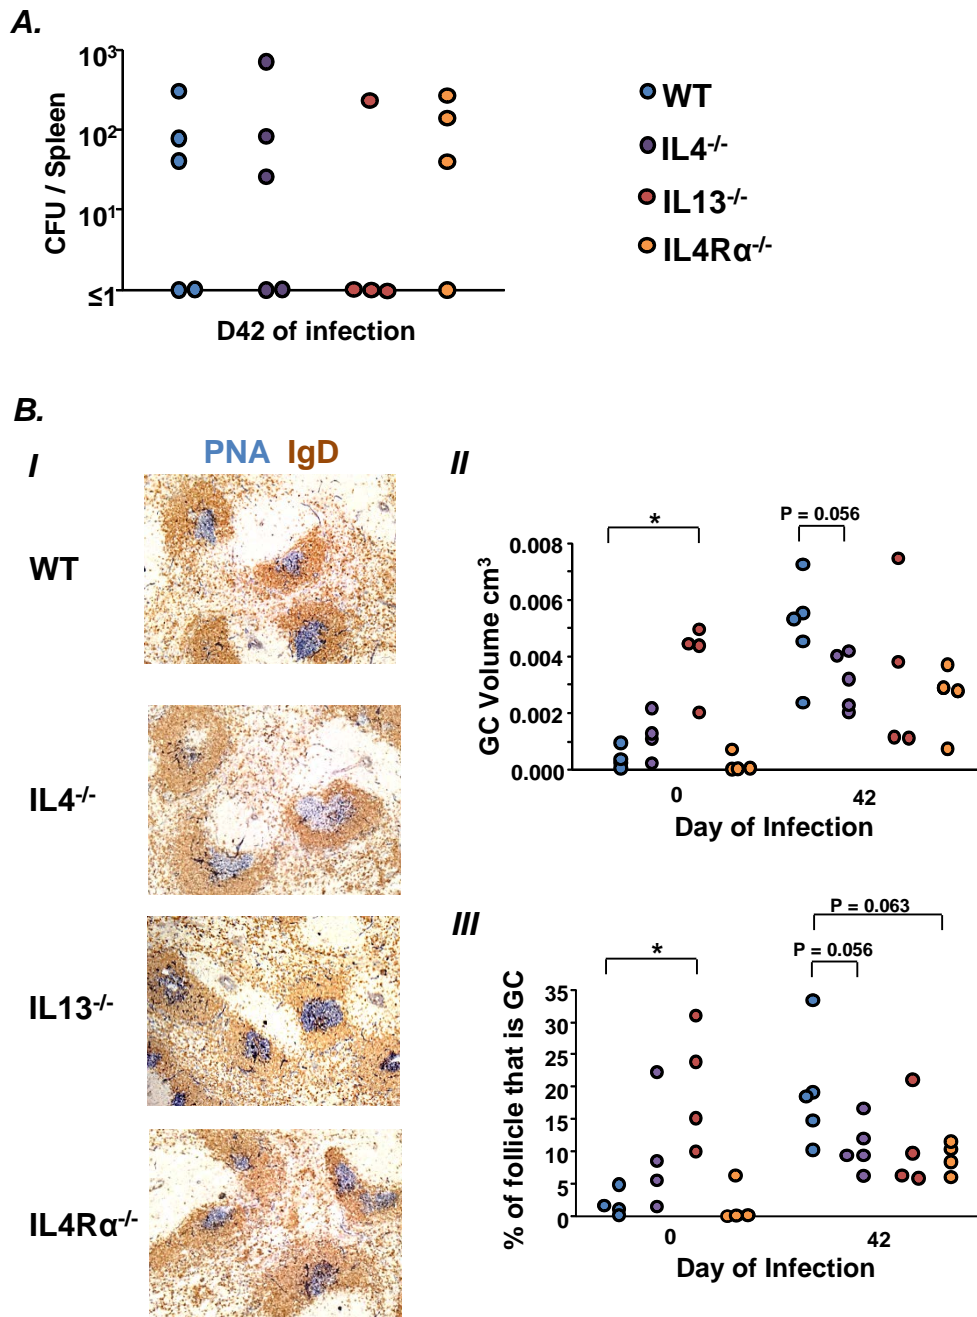 A.
10³
10²
10¹
≤1
CFU / Spleen
D42 of infection
WT
IL4-/-
IL13-/-
IL4Rα-/-
B.
I
PNA IgD
WT
IL4-/-
IL13-/-
IL4Rα-/-
II
*
P = 0.056
0.008
0.006
0.004
0.002
0.000
GC Volume cm³
0
42
Day of Infection
III
P = 0.063
*
P = 0.056
35
30
25
20
15
10
5
0
% of follicle that is GC
0
42
Day of Infection